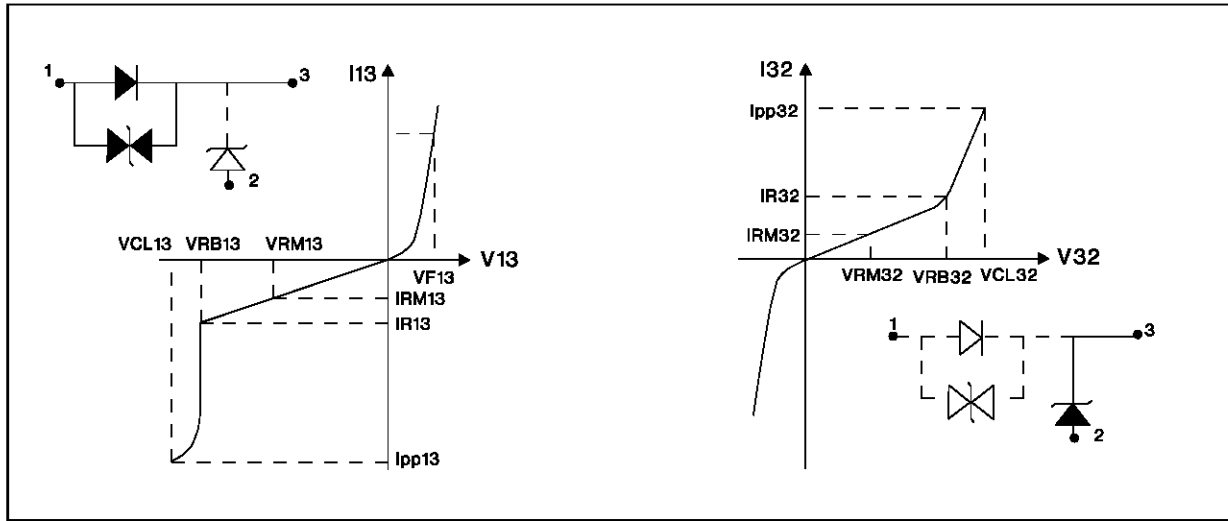 1
3
2
I13
VCL13 VRB13 VRM13
V13
VF13
IRM13
IR13
Ipp13
I32
Ipp32
IR32
IRM32
V32
VRM32 VRB32 VCL32
1
3
2